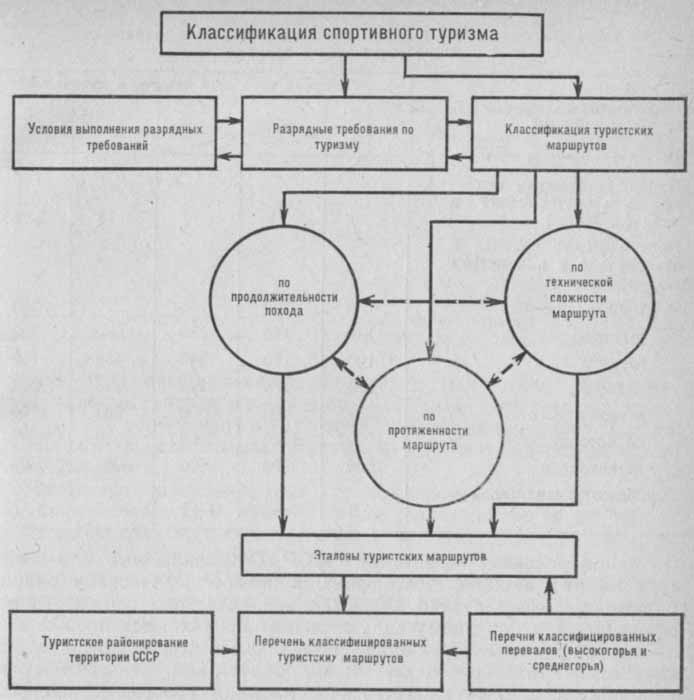 Классификация спортивного туризма
Условия выполнения разрядных
требований
Разрядные требования по
туризму
Классификация туристских
маршрутов
по
продолжительности
похода
по
технической
сложности
маршрута
по
протяженности
маршрута
Эталоны туристских маршрутов
Туристское районирование
территории СССР
Перечень классифицированных
туристских маршрутов
Перечни классифицированных
перевалов (высокогорья и
среднегорья)